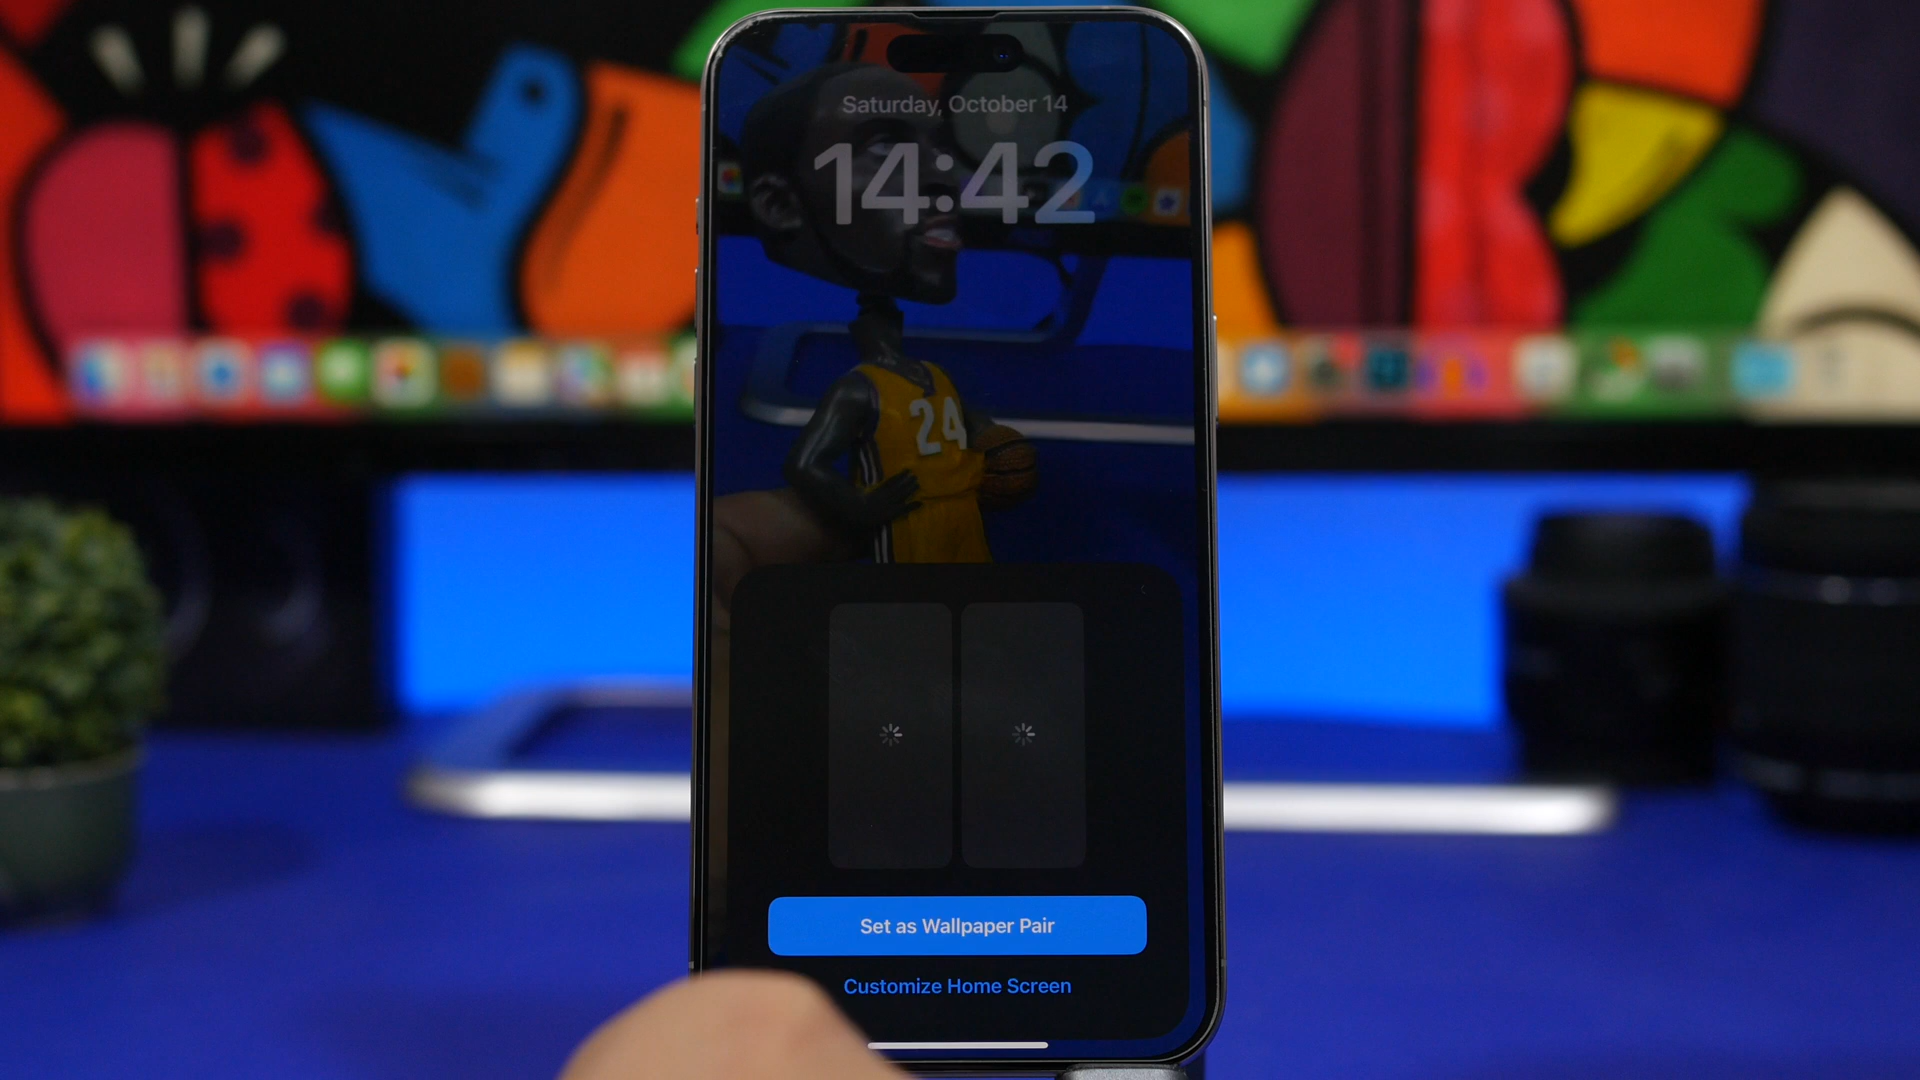 Saturday, October 14
14:42
24
Set as Wallpaper Pair
Customize Home Screen